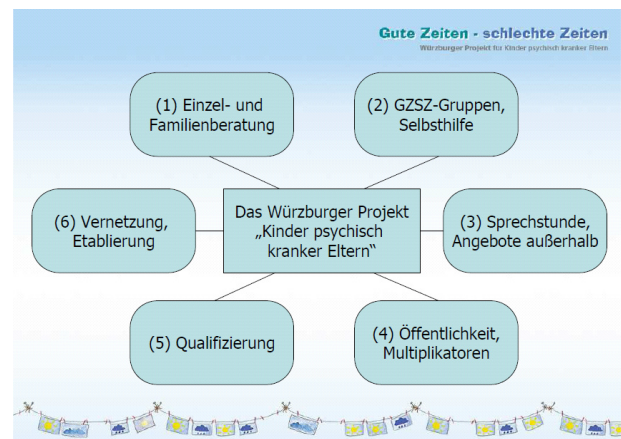 Gute Zeiten - schlechte Zeiten
Würzburger Projekt für Kinder psychisch kranker Eltern
(1) Einzel- und
Familienberatung
(2) GZSZ-Gruppen,
Selbsthilfe
(6) Vernetzung,
Etablierung
Das Würzburger Projekt
„Kinder psychisch
kranker Eltern“
(3) Sprechstunde,
Angebote außerhalb
(5) Qualifizierung
(4) Öffentlichkeit,
Multiplikatoren